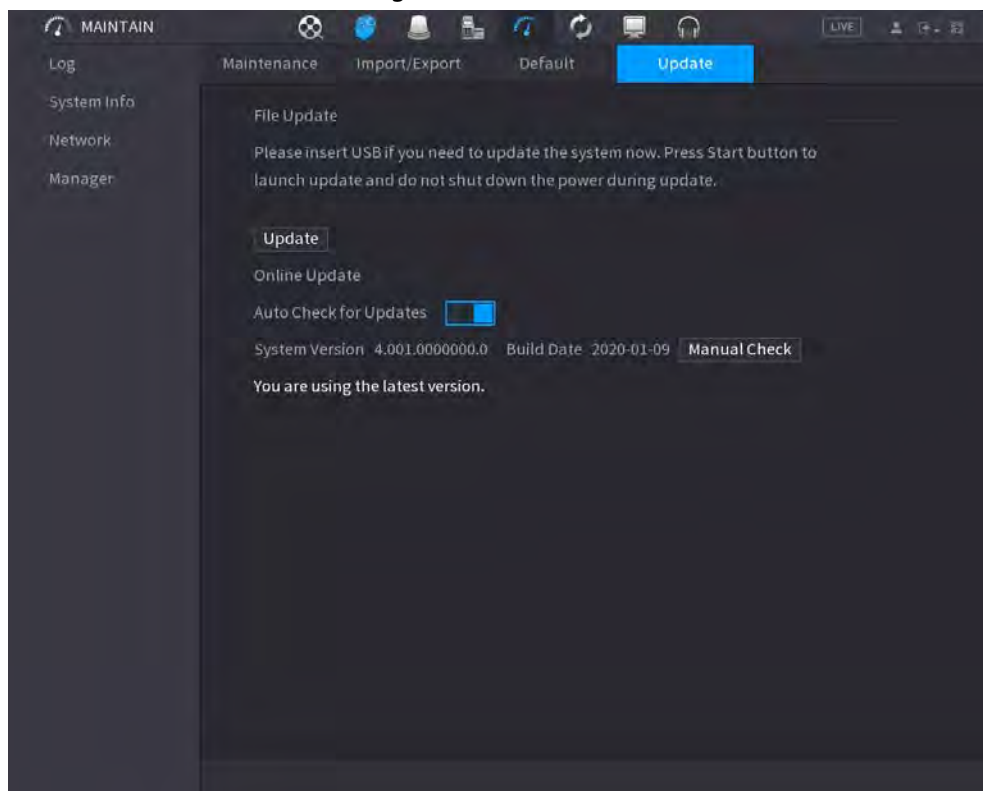 MAINTAIN
LIVE
Log
Maintenance Import/Export Default Update
System Info
File Update
Network
Please insert USB if you need to update the system now. Press Start button to
Manager
launch update and do not shut down the power during update.
Update
Online Update
Auto Check for Updates
System Version 4.001.0000000.0 Build Date 2020-01-09 Manual Check
You are using the latest version.